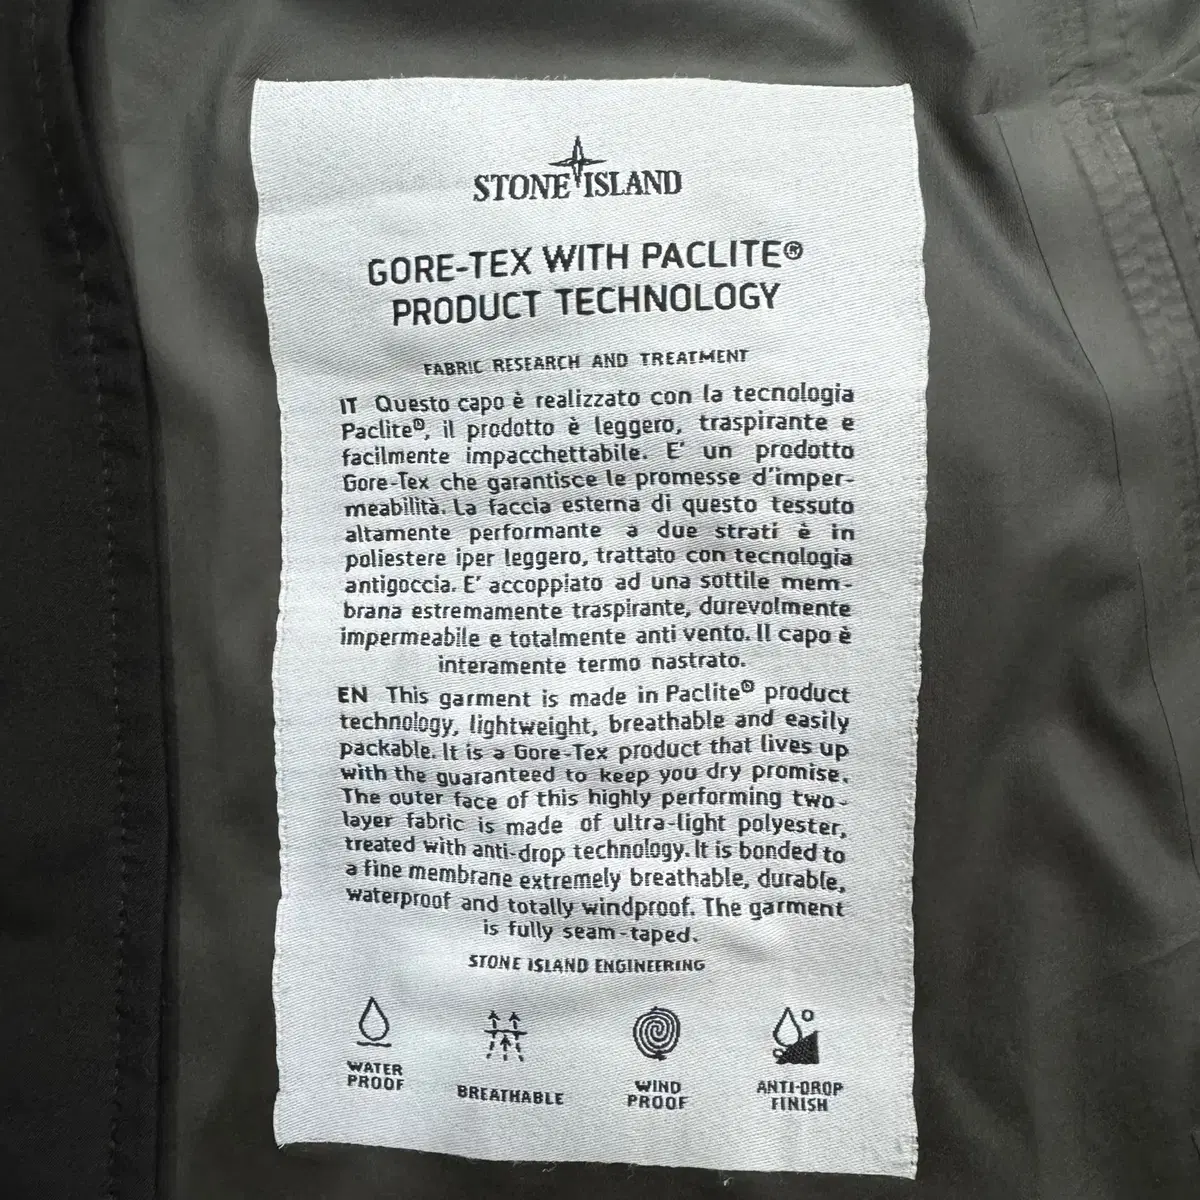 STONE ISLAND
GORE-TEX WITH PACLITE®
PRODUCT TECHNOLOGY
FABRIC RESEARCH AND TREATMENT
IT Questo capo è realizzato con la tecnologia
Paclite®, il prodotto è leggero, traspirante e
facilmente impacchettabile. E' un prodotto
Gore-Tex che garantisce le promesse d'imper-
meabilità. La faccia esterna di questo tessuto
altamente performante a due strati è in
poliestere iper leggero, trattato con tecnologia
antigoccia. E' accoppiato ad una sottile mem-
brana estremamente traspirante, durevolmente
impermeabile e totalmente anti vento. Il capo è
interamente termo nastrato.
EN This garment is made in Paclite® product
technology, lightweight, breathable and easily
packable. It is a Gore-Tex product that lives up
with the guaranteed to keep you dry promise.
The outer face of this highly performing two-
layer fabric is made of ultra-light polyester,
treated with anti-drop technology. It is bonded to
a fine membrane extremely breathable, durable,
waterproof and totally windproof. The garment
is fully seam-taped.
STONE ISLAND ENGINEERING
WATER
PROOF
BREATHABLE
WIND
PROOF
ANTI-DROP
FINISH